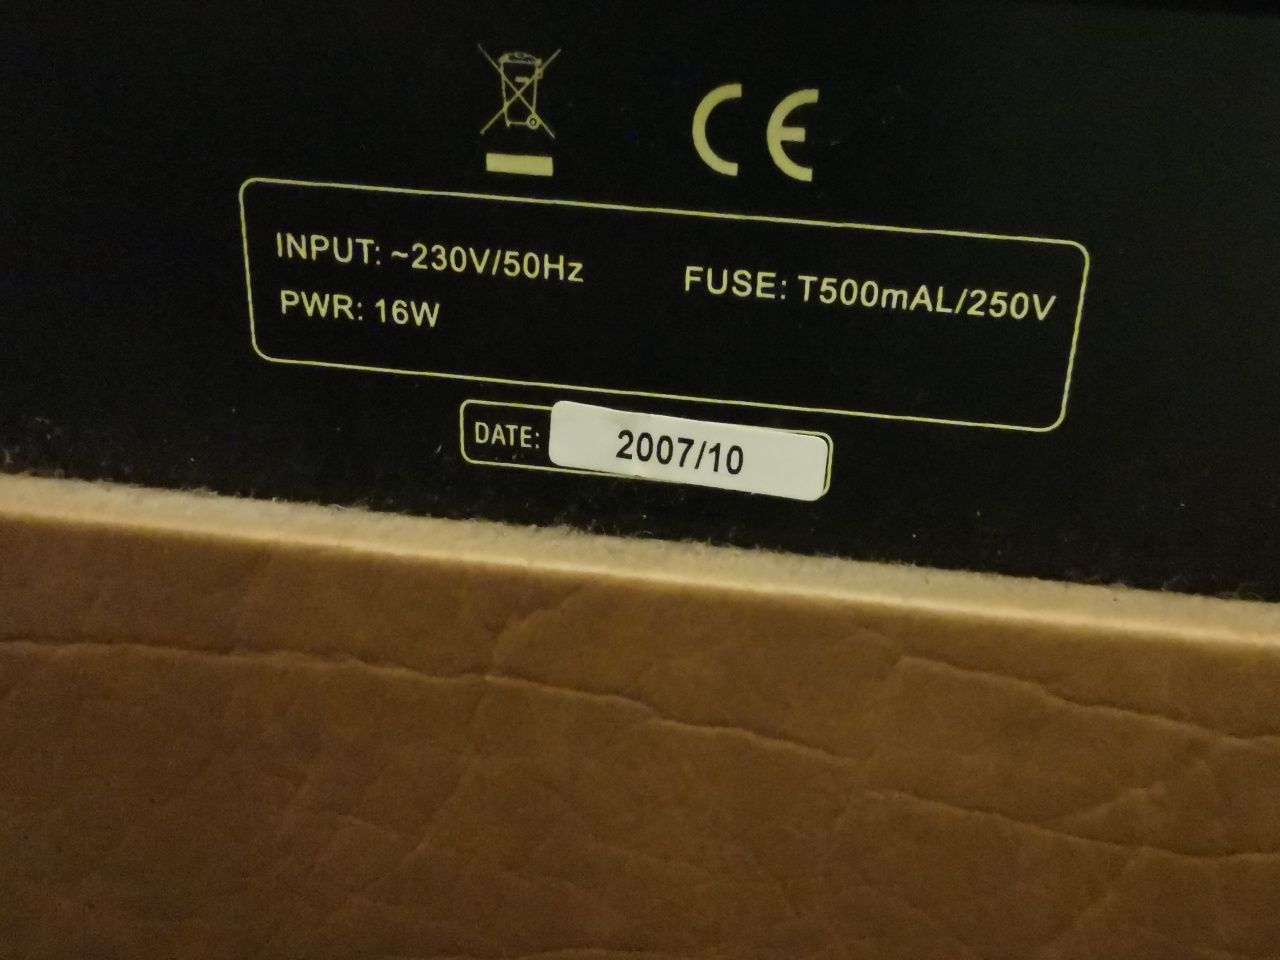 CE
INPUT: ~230V/50Hz FUSE: T500mAL/250V
PWR: 16W
DATE: 2007/10